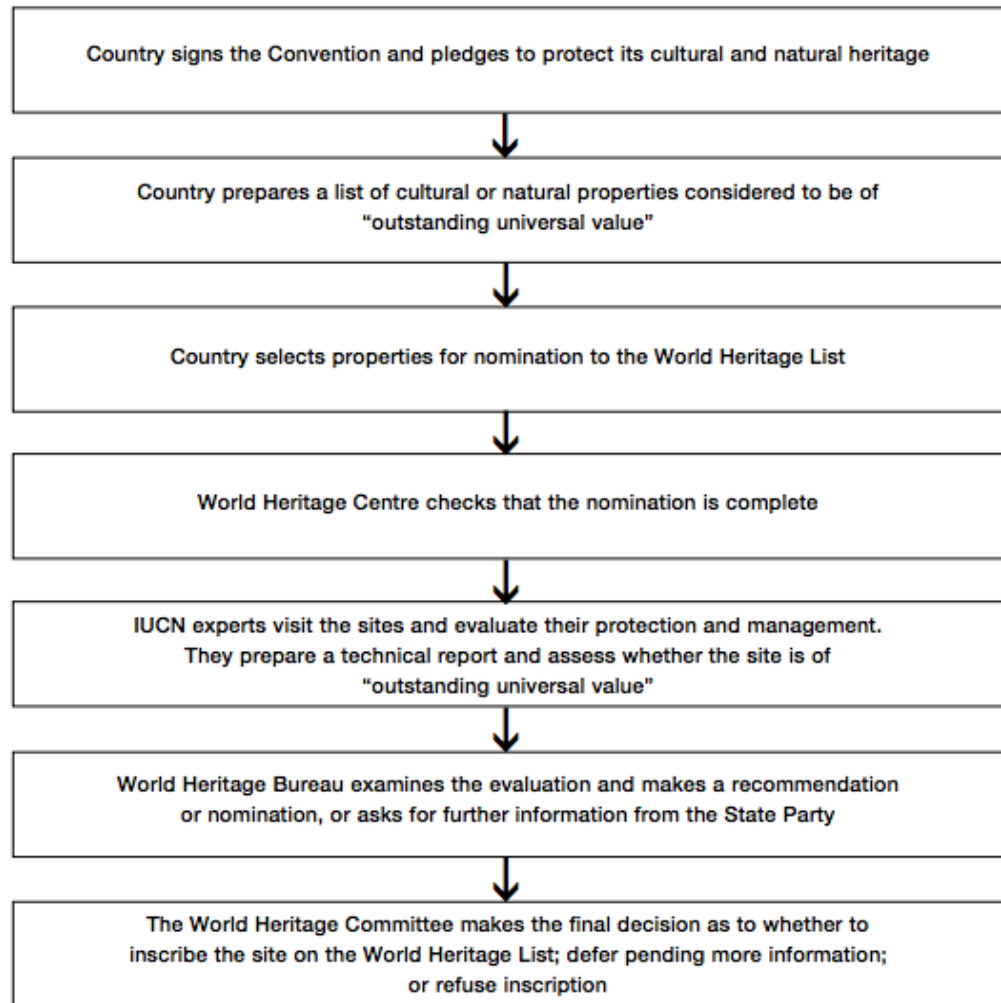 Country signs the Convention and pledges to protect its cultural and natural heritage
Country prepares a list of cultural or natural properties considered to be of
“outstanding universal value”
Country selects properties for nomination to the World Heritage List
World Heritage Centre checks that the nomination is complete
IUCN experts visit the sites and evaluate their protection and management.
They prepare a technical report and assess whether the site is of
“outstanding universal value”
World Heritage Bureau examines the evaluation and makes a recommendation
or nomination, or asks for further information from the State Party
The World Heritage Committee makes the final decision as to whether to
inscribe the site on the World Heritage List; defer pending more information;
or refuse inscription